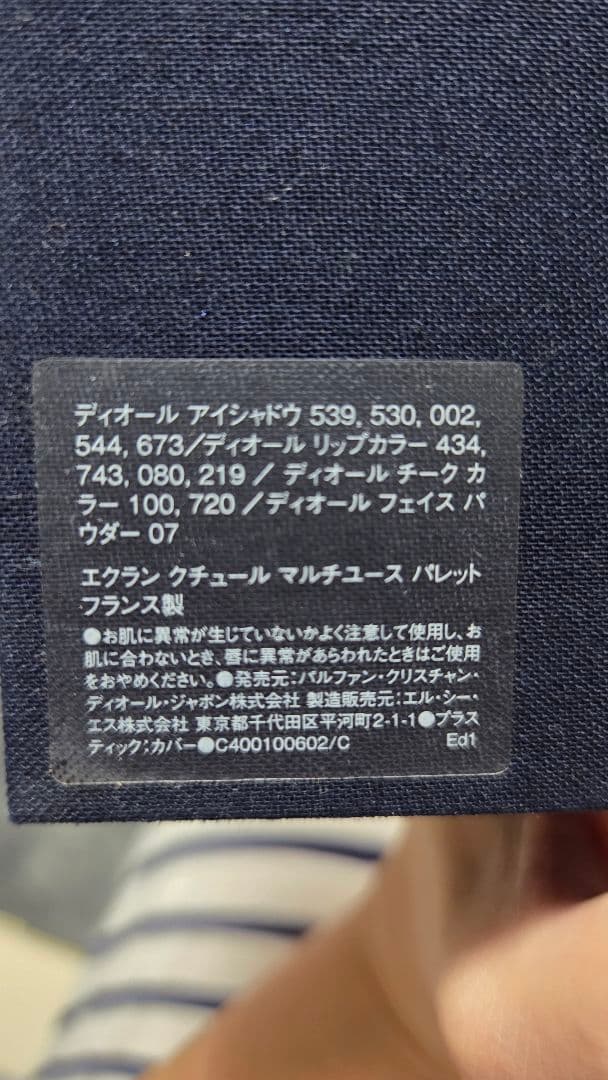 ディオール アイシャドウ 539, 530, 002,
544, 673/ディオール リップカラー 434,
743, 080, 219 / ディオール チーク カ
ラー 100, 720 /ディオール フェイス パ
ウダー 07
エクラン クチュール マルチユース パレット
フランス製
●お肌に異常が生じていないかよく注意して使用し、お
肌に合わないとき、唇に異常があらわれたときはご使用
をおやめください。●発売元:パルファン・クリスチャン・
ディオール・ジャポン株式会社 製造販売元:エル・シー・
エス株式会社 東京都千代田区平河町2-1-1●プラス
ティック:カバー●C400100602/C Ed1